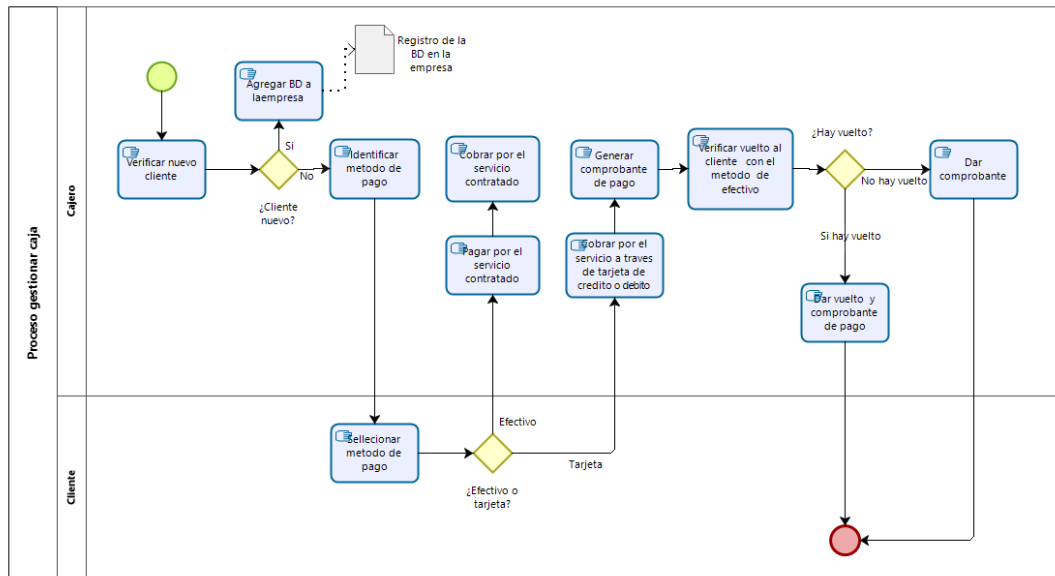 Proceso gestionar caja
Cajero
Cliente
Registro de la
BD en la
empresa
Agregar BD a
laempresa
Verificar nuevo
cliente
Si
No
¿Cliente
nuevo?
Identificar
metodo de
pago
Cobrar por el
servicio
contratado
Pagar por el
servicio
contratado
Generar
comprobante
de pago
Cobrar por el
servicio a traves
de tarjeta de
credito o debito
Verificar vuelto al
cliente con el
metodo de
efectivo
¿Hay vuelto?
No hay vuelto
Dar
comprobante
Si hay vuelto
Dar vuelto y
comprobante
de pago
Sellecionar
metodo de
pago
Efectivo
Tarjeta
¿Efectivo o
tarjeta?